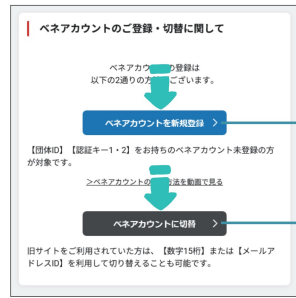 ベネアカウントのご登録・切替に関して
ベネアカウ の登録は
以下の2通りの方 ございます。
ベネアカウントを新規登録 >
【団体ID】【認証キー1・2】をお持ちのベネアカウント未登録の方
が対象です。
>ベネアカウントの 方法を動画で見る
ベネアカウントに切替 >
旧サイトをご利用されていた方は、【数字15桁】または【メールア
ドレスID】を利用して切り替えることも可能です。